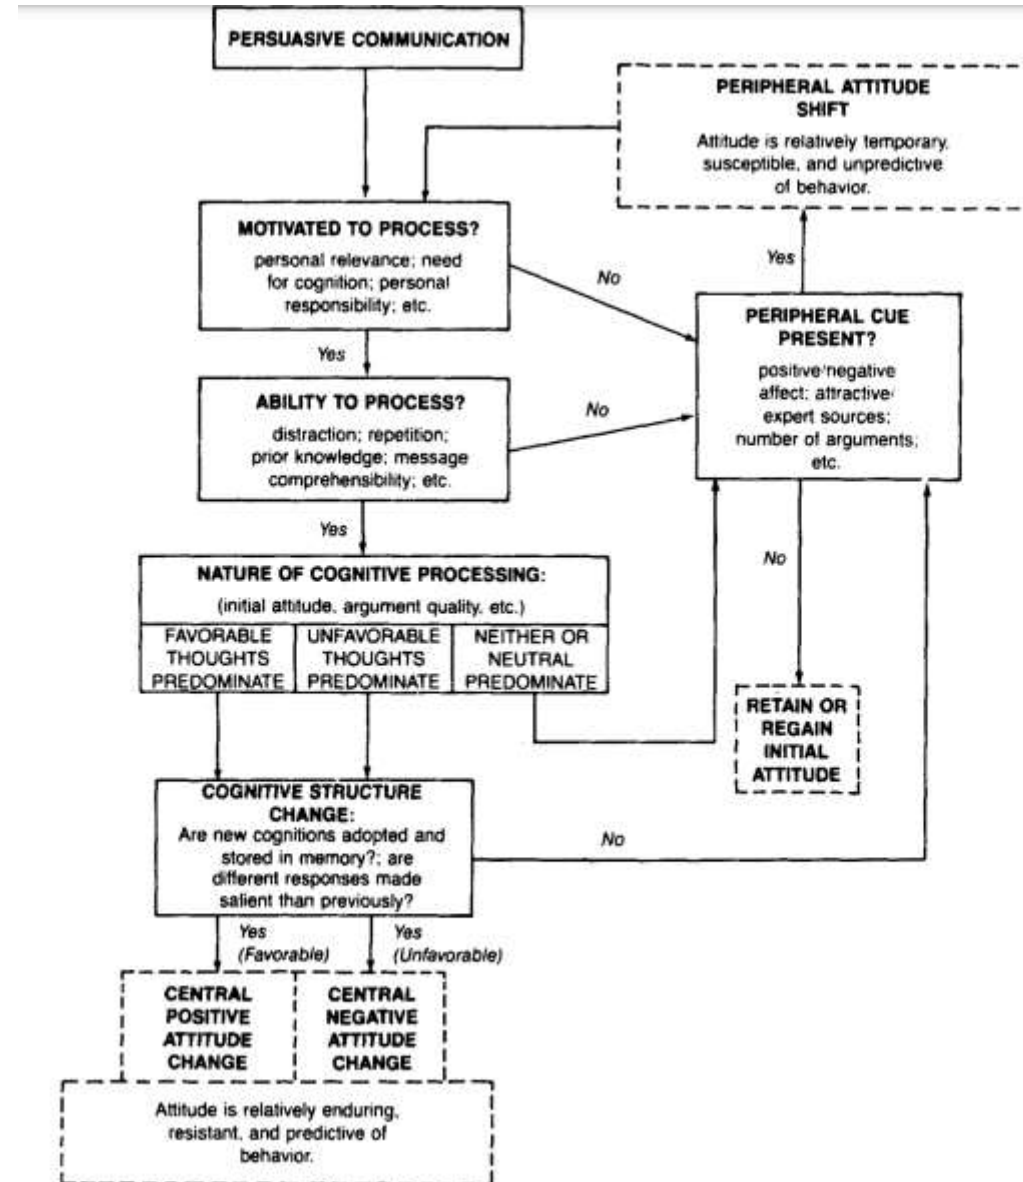 PERSUASIVE COMMUNICATION
PERIPHERAL ATTITUDE
SHIFT
Attitude is relatively temporary,
susceptible, and unpredictive
of behavior.
MOTIVATED TO PROCESS?
personal relevance; need
for cognition; personal
responsibility; etc.
No
Yes
PERIPHERAL CUE
PRESENT?
positive/negative
affect; attractive/
expert sources;
number of arguments;
etc.
Yes
ABILITY TO PROCESS?
distraction; repetition;
prior knowledge; message
comprehensibility; etc.
No
Yes
NATURE OF COGNITIVE PROCESSING:
(initial attitude, argument quality, etc.)
FAVORABLE
THOUGHTS
PREDOMINATE
UNFAVORABLE
THOUGHTS
PREDOMINATE
NEITHER OR
NEUTRAL
PREDOMINATE
No
RETAIN OR
REGAIN
INITIAL
ATTITUDE
COGNITIVE STRUCTURE
CHANGE:
Are new cognitions adopted and
stored in memory?; are
different responses made
salient than previously?
No
Yes
(Favorable)
Yes
(Unfavorable)
CENTRAL
POSITIVE
ATTITUDE
CHANGE
CENTRAL
NEGATIVE
ATTITUDE
CHANGE
Attitude is relatively enduring,
resistant, and predictive of
behavior.